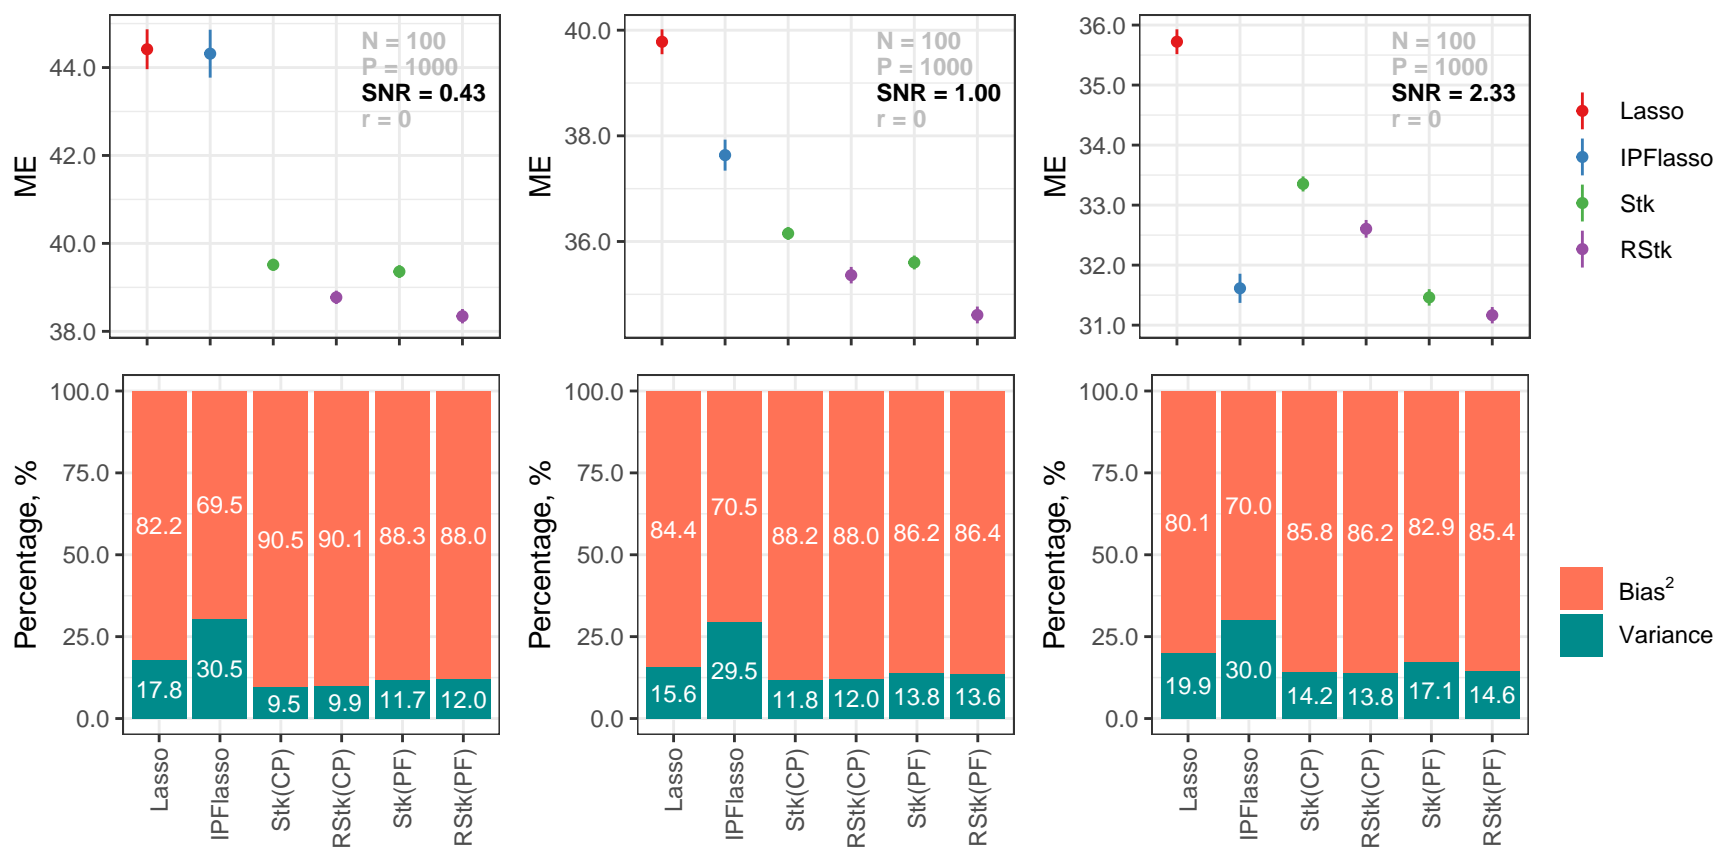 ME
44.0
42.0
40.0
38.0
N = 100
P = 1000
SNR = 0.43
r = 0
ME
40.0
38.0
36.0
N = 100
P = 1000
SNR = 1.00
r = 0
ME
36.0
35.0
34.0
33.0
32.0
31.0
N = 100
P = 1000
SNR = 2.33
r = 0
Lasso
IPFlasso
Stk
RStk
Percentage, %
100.0
75.0
50.0
25.0
0.0
82.2 69.5 90.5 90.1 88.3 88.0
17.8 30.5 9.5 9.9 11.7 12.0
Lasso
IPFlasso
Stk(CP)
RStk(CP)
Stk(PF)
RStk(PF)
Percentage, %
100.0
75.0
50.0
25.0
0.0
84.4 70.5 88.2 88.0 86.2 86.4
15.6 29.5 11.8 12.0 13.8 13.6
Lasso
IPFlasso
Stk(CP)
RStk(CP)
Stk(PF)
RStk(PF)
Percentage, %
100.0
75.0
50.0
25.0
0.0
80.1 70.0 85.8 86.2 82.9 85.4
19.9 30.0 14.2 13.8 17.1 14.6
Lasso
IPFlasso
Stk(CP)
RStk(CP)
Stk(PF)
RStk(PF)
Bias²
Variance